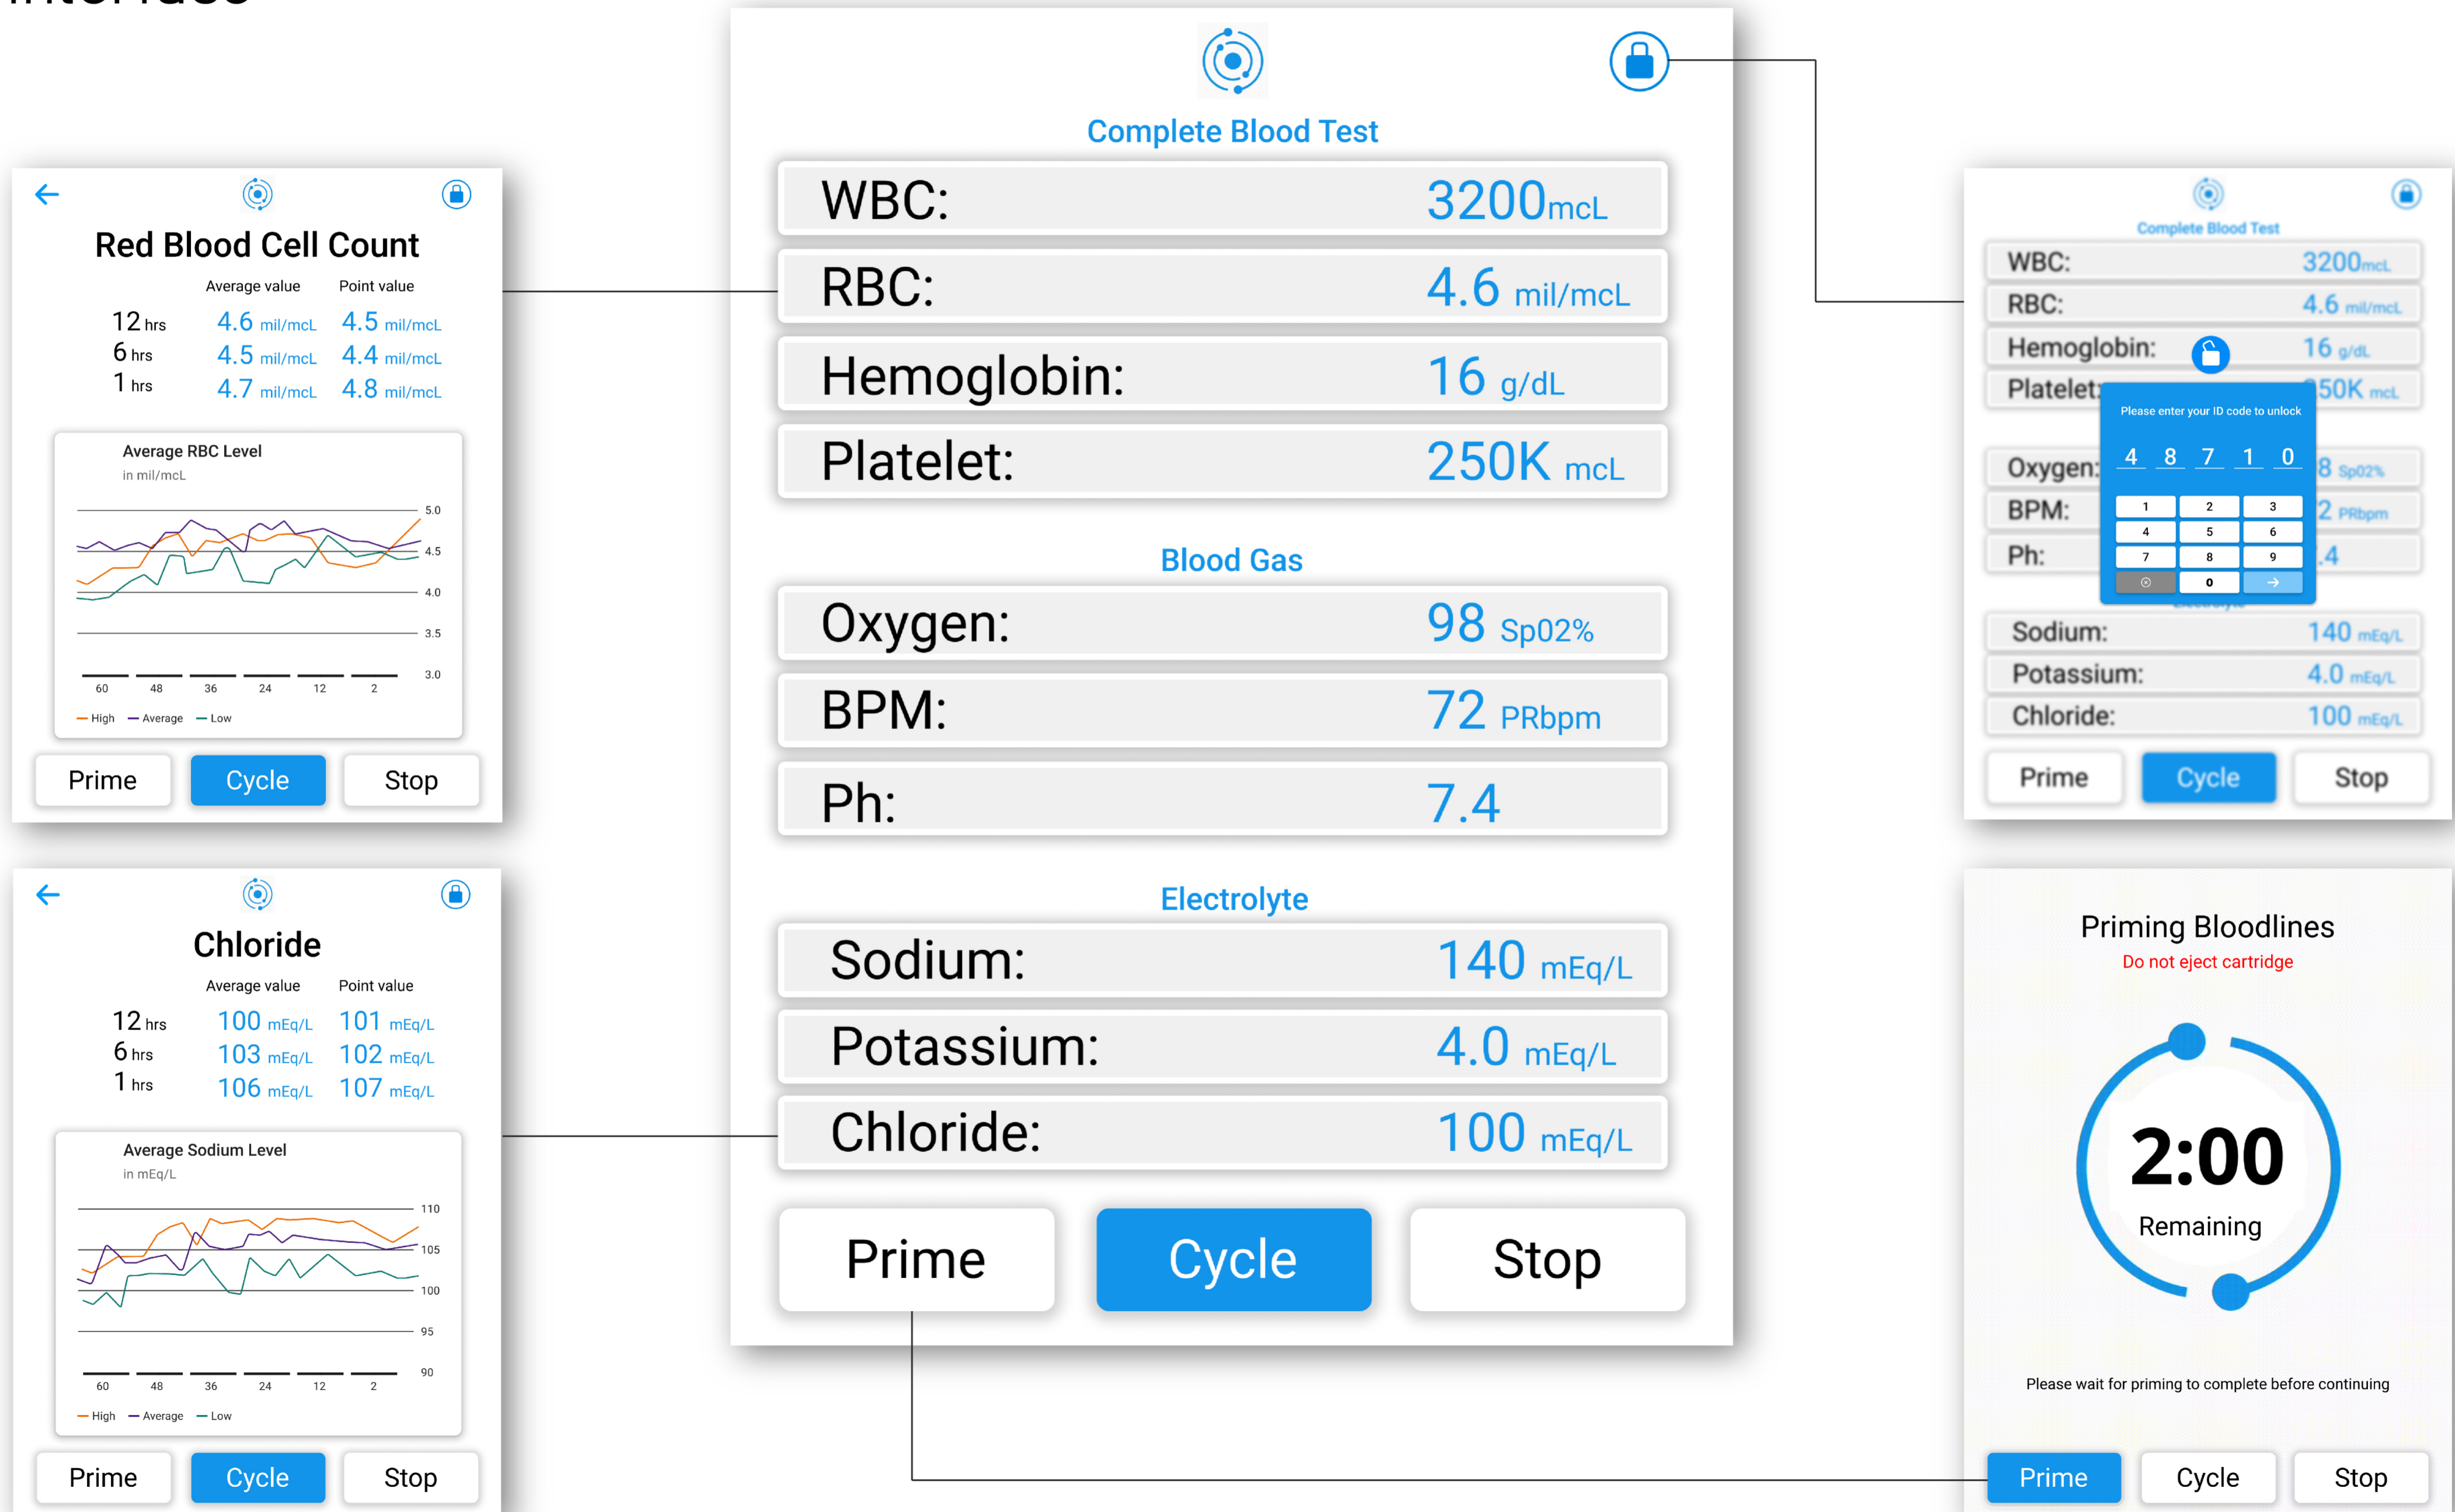 Complete Blood Test
WBC: 3200mcL
RBC: 4.6 mil/mcL
Hemoglobin: 16 g/dL
Platelet: 250K mcL
Blood Gas
Oxygen: 98 Sp02%
BPM: 72 PRbpm
Ph: 7.4
Electrolyte
Sodium: 140 mEq/L
Potassium: 4.0 mEq/L
Chloride: 100 mEq/L
Prime Cycle Stop
Red Blood Cell Count
Average value Point value
12 hrs 4.6 mil/mcL 4.5 mil/mcL
6 hrs 4.5 mil/mcL 4.4 mil/mcL
1 hrs 4.7 mil/mcL 4.8 mil/mcL
Average RBC Level
in mil/mcL
5.0
4.5
4.0
3.5
3.0
60 48 36 24 12 2
High Average Low
Prime Cycle Stop
Chloride
Average value Point value
12 hrs 100 mEq/L 101 mEq/L
6 hrs 103 mEq/L 102 mEq/L
1 hrs 106 mEq/L 107 mEq/L
Average Sodium Level
in mEq/L
110
105
100
95
90
60 48 36 24 12 2
High Average Low
Prime Cycle Stop
Complete Blood Test
WBC: 3200mcL
RBC: 4.6 mil/mcL
Hemoglobin: 16 g/dL
Platelet: 50K mcL
Please enter your ID code to unlock
4 8 7 1 0
1 2 3
4 5 6
7 8 9
0
Oxygen: 8 Sp02%
BPM: 2 PRbpm
Ph: .4
Sodium: 140 mEq/L
Potassium: 4.0 mEq/L
Chloride: 100 mEq/L
Prime Cycle Stop
Priming Bloodlines
Do not eject cartridge
2:00
Remaining
Please wait for priming to complete before continuing
Prime Cycle Stop